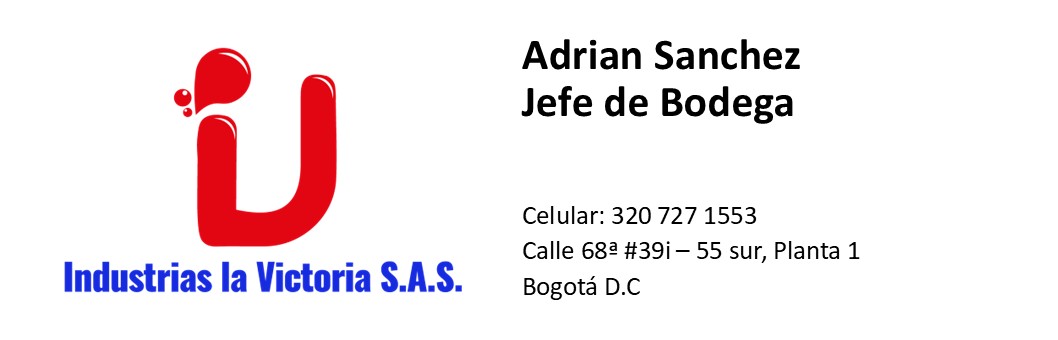 Adrian Sanchez
Jefe de Bodega
Celular: 320 727 1553
Calle 68ª #39i – 55 sur, Planta 1
Bogotá D.C
Industrias la Victoria S.A.S.